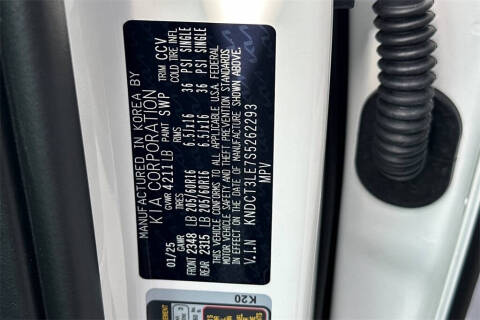 MANUFACTURED IN KOREA BY
KIA CORPORATION
GVWR 4211 LB PAINT SWP TRIM CCV
TIRES RIMS COLD TIRE INFL
01/25
GAWR
FRONT 2348 LB 205/60R16 6.5Jx16 36 PSI SINGLE
REAR 2315 LB 205/60R16 6.5Jx16 36 PSI SINGLE
THIS VEHICLE CONFORMS TO ALL APPLICABLE U.S.A. FEDERAL
MOTOR VEHICLE SAFETY AND THEFT PREVENTION STANDARDS
IN EFFECT ON THE DATE OF MANUFACTURE SHOWN ABOVE.
V.I.N KNDCT3LE7S5262293
MPV
K20